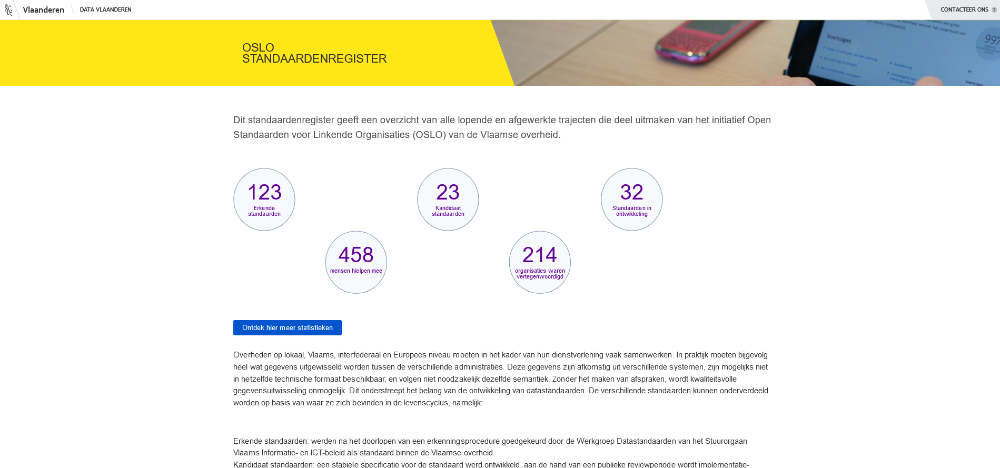 Vlaanderen
DATA VLAANDEREN
CONTACTEER ONS ?
OSLO
STANDAARDENREGISTER
Voertuigen
997
Dit standaardenregister geeft een overzicht van alle lopende en afgewerkte trajecten die deel uitmaken van het initiatief Open
Standaarden voor Linkende Organisaties (OSLO) van de Vlaamse overheid.
123
Erkende
standaarden
23
Kandidaat
standaarden
32
Standaarden in
ontwikkeling
458
mensen hielpen mee
214
organisaties waren
vertegenwoordigd
Ontdek hier meer statistieken
Overheden op lokaal, Vlaams, interfederaal en Europees niveau moeten in het kader van hun dienstverlening vaak samenwerken. In praktijk moeten bijgevolg
heel wat gegevens uitgewisseld worden tussen de verschillende administraties. Deze gegevens zijn afkomstig uit verschillende systemen, zijn mogelijks niet
in hetzelfde technische formaat beschikbaar, en volgen niet noodzakelijk dezelfde semantiek. Zonder het maken van afspraken, wordt kwaliteitsvolle
gegevensuitwisseling onmogelijk. Dit onderstreept het belang van de ontwikkeling van datastandaarden. De verschillende standaarden kunnen onderverdeeld
worden op basis van waar ze zich bevinden in de levenscyclus, namelijk:
Erkende standaarden: werden na het doorlopen van een erkenningsprocedure goedgekeurd door de Werkgroep Datastandaarden van het Stuurorgaan
Vlaams Informatie- en ICT-beleid als standaard binnen de Vlaamse overheid.
Kandidaat standaarden: een stabiele specificatie voor de standaard werd ontwikkeld, aan de hand van een publieke reviewperiode wordt implementatie-